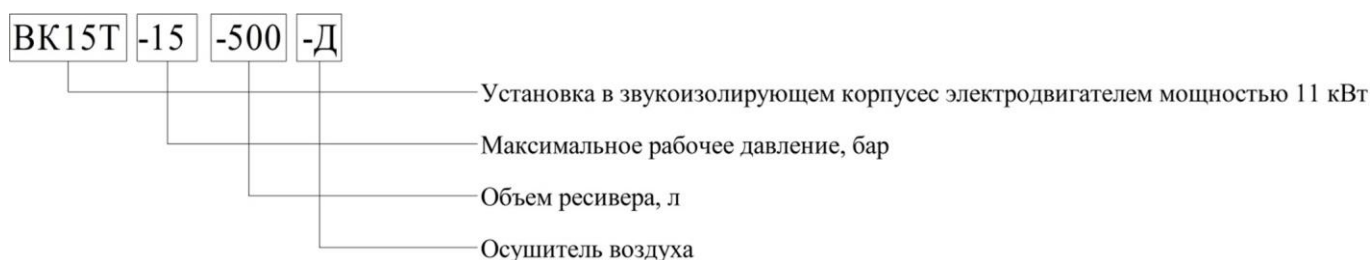 ВК15Т -15 -500 -Д
Установка в звукоизолирующем корпусес электродвигателем мощностью 11 кВт
Максимальное рабочее давление, бар
Объем ресивера, л
Осушитель воздуха